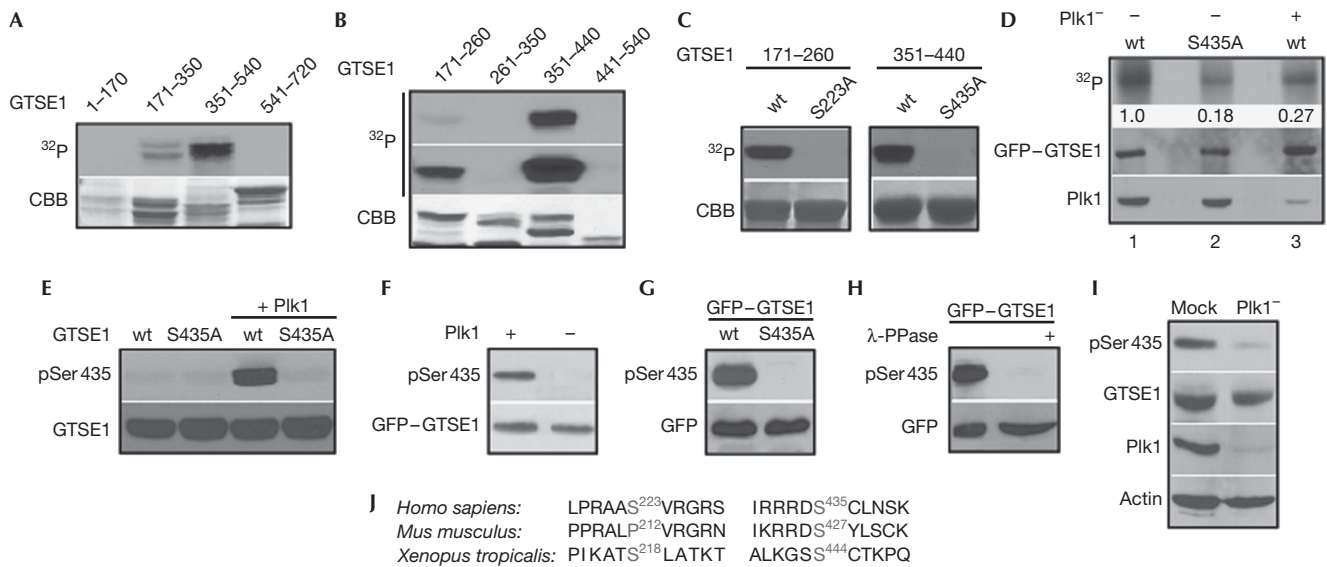 A
GTSE1
1–170
171–350
351–540
541–720
³²P
CBB
B
GTSE1
171–260
261–350
351–440
441–540
³²P
CBB
C
GTSE1 171–260 351–440
wt S223A wt S435A
³²P
CBB
D
Plk1⁻ – – +
wt S435A wt
³²P
1.0 0.18 0.27
GFP–GTSE1
Plk1
1 2 3
E
+ Plk1
GTSE1 wt S435A wt S435A
pSer 435
GTSE1
F
Plk1 + –
pSer 435
GFP–GTSE1
G
GFP–GTSE1
wt S435A
pSer 435
GFP
H
GFP–GTSE1
λ-PPase +
pSer 435
GFP
I
Mock Plk1⁻
pSer 435
GTSE1
Plk1
Actin
J
Homo sapiens: LPRAAS²²³VRGRS IRRRDS⁴³⁵CLNSK
Mus musculus: PPRALP²¹²VRGRN IKRRDS⁴²⁷YLSCK
Xenopus tropicalis: PIKATS²¹⁸LATKT ALKGSS⁴⁴⁴CTKPQ